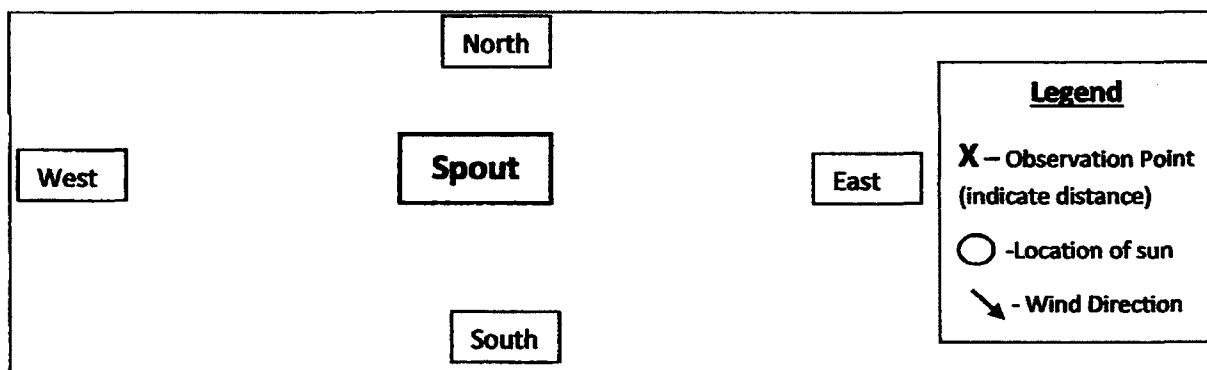 North
Legend
Spout
X – Observation Point
(indicate distance)
West
East
-Location of sun
- Wind Direction
South